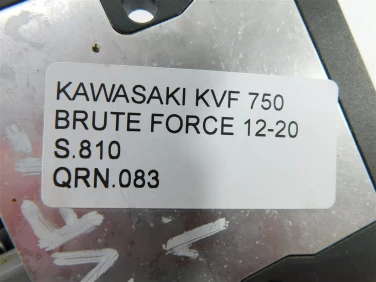 KAWASAKI KVF 750
BRUTE FORCE 12-20
S.810
QRN.083